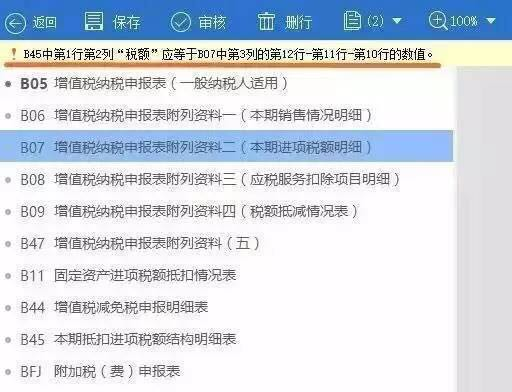 返回 保存 审核 删行 (2) 100%
! B45中第1行第2列“税额”应等于B07中第3列的第12行-第11行-第10行的数值。
B05 增值税纳税申报表（一般纳税人适用）
B06 增值税纳税申报表附列资料一（本期销售情况明细）
B07 增值税纳税申报表附列资料二（本期进项税额明细）
B08 增值税纳税申报表附列资料三（应税服务扣除项目明细）
B09 增值税纳税申报表附列资料四（税额抵减情况表）
B47 增值税纳税申报表附列资料（五）
B11 固定资产进项税额抵扣情况表
B44 增值税减免税申报明细表
B45 本期抵扣进项税额结构明细表
BFJ 附加税（费）申报表